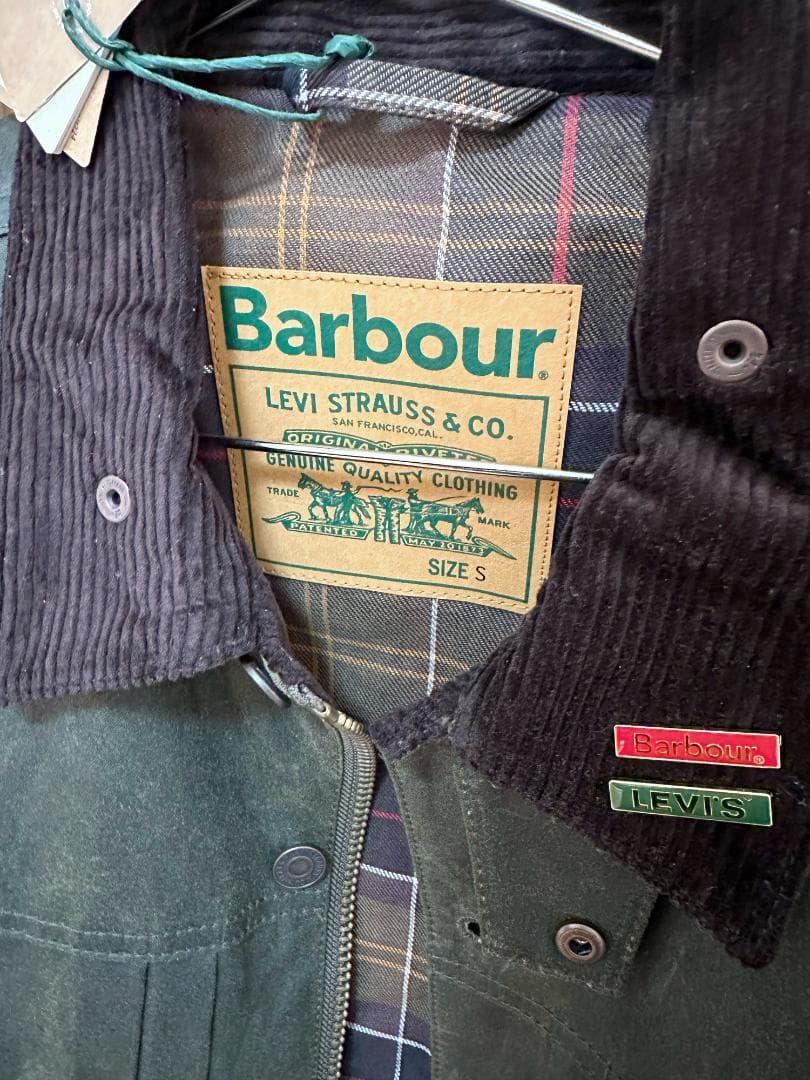 Barbour®
LEVI STRAUSS & CO.
SAN FRANCISCO, CAL.
ORIGINAL RIVETED
GENUINE QUALITY CLOTHING
TRADE MARK
PATENTED MAY 20 1873
SIZE S
Barbour®
LEVI'S